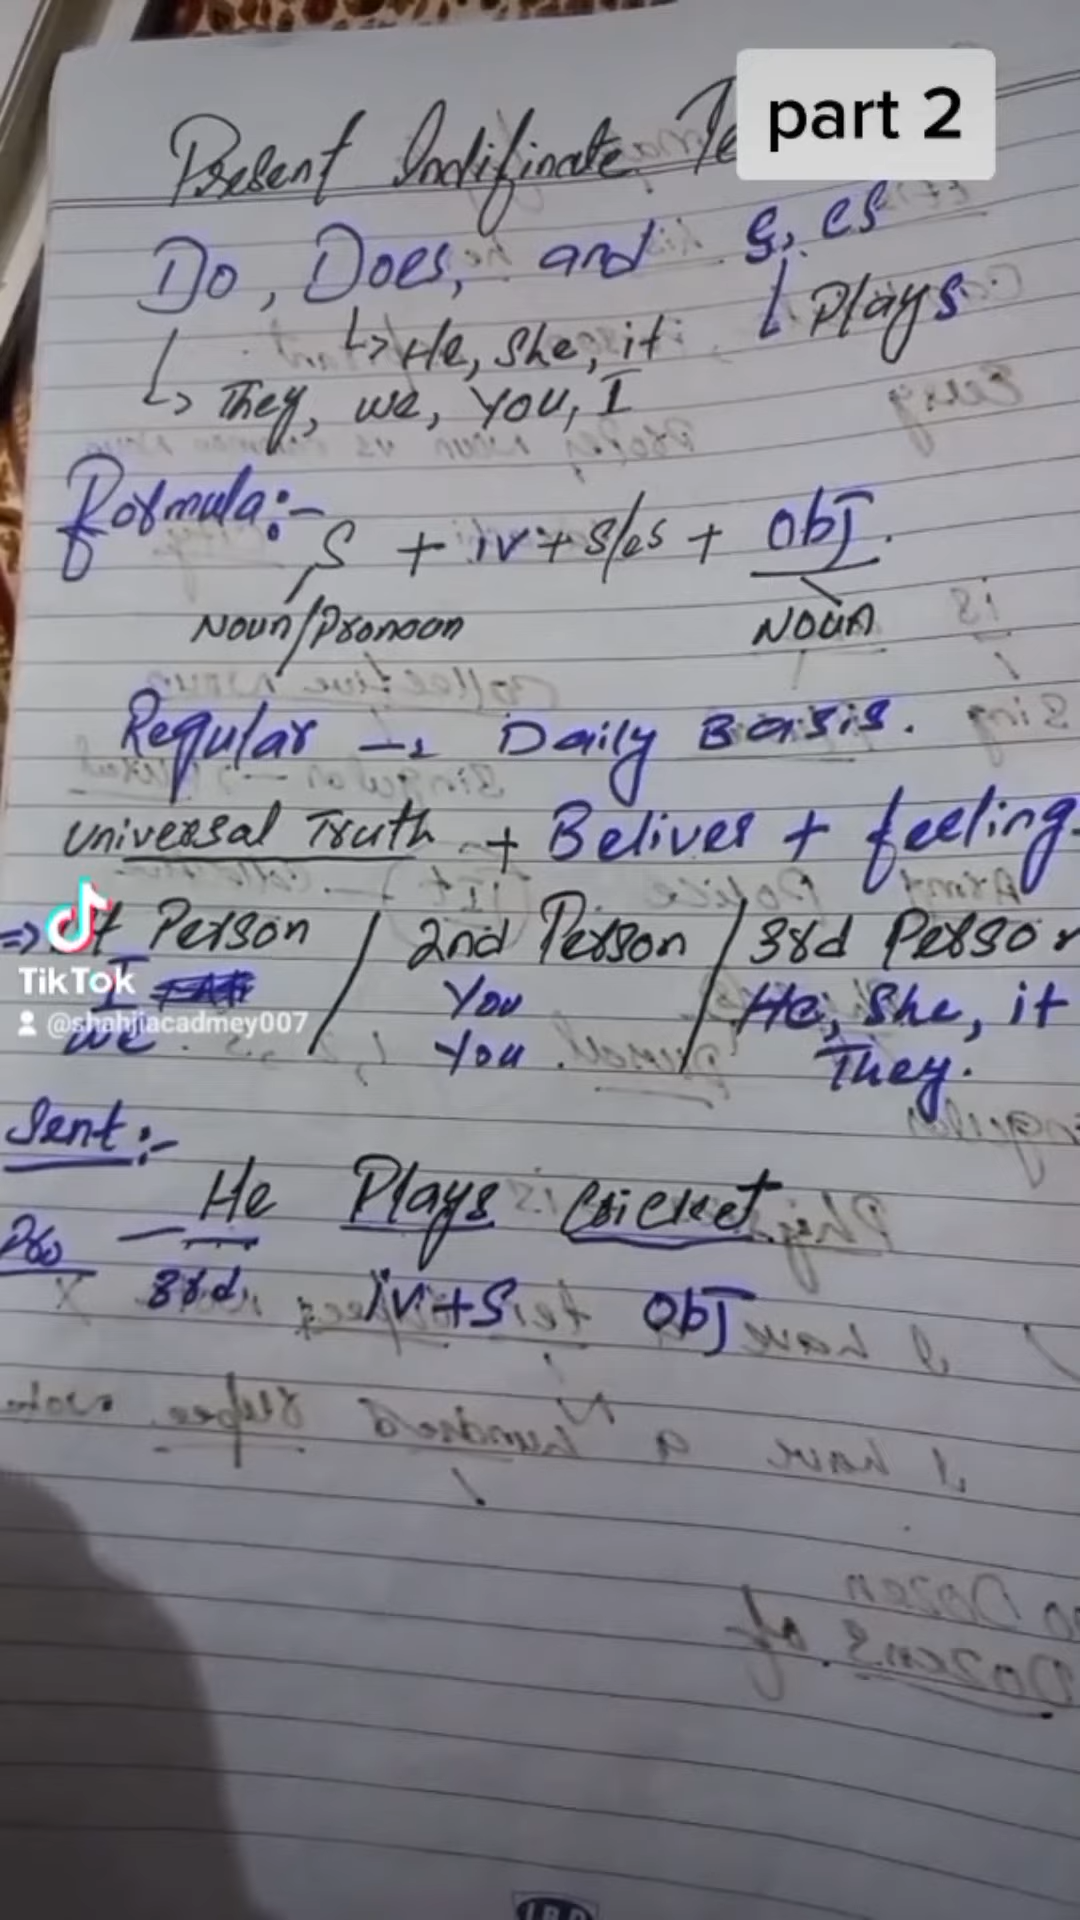 part 2
Present Indifinate Te
Do, Does, and s, es
↳ He, She, it
↳ Plays
↳ They, we, you, I
Formula:-
S + iv + s/es + obJ.
Noun/Pronoun
Noun
Regular → Daily Basis.
Universal Truth + Belives + feeling.
⇒ 1st Person / 2nd Person / 3rd Person
TikTok
I
You
He, She, it
@shahjiacadmey007
we
You
They.
Sent:-
He Plays Cricket
Pro
3rd
iv+S
obJ